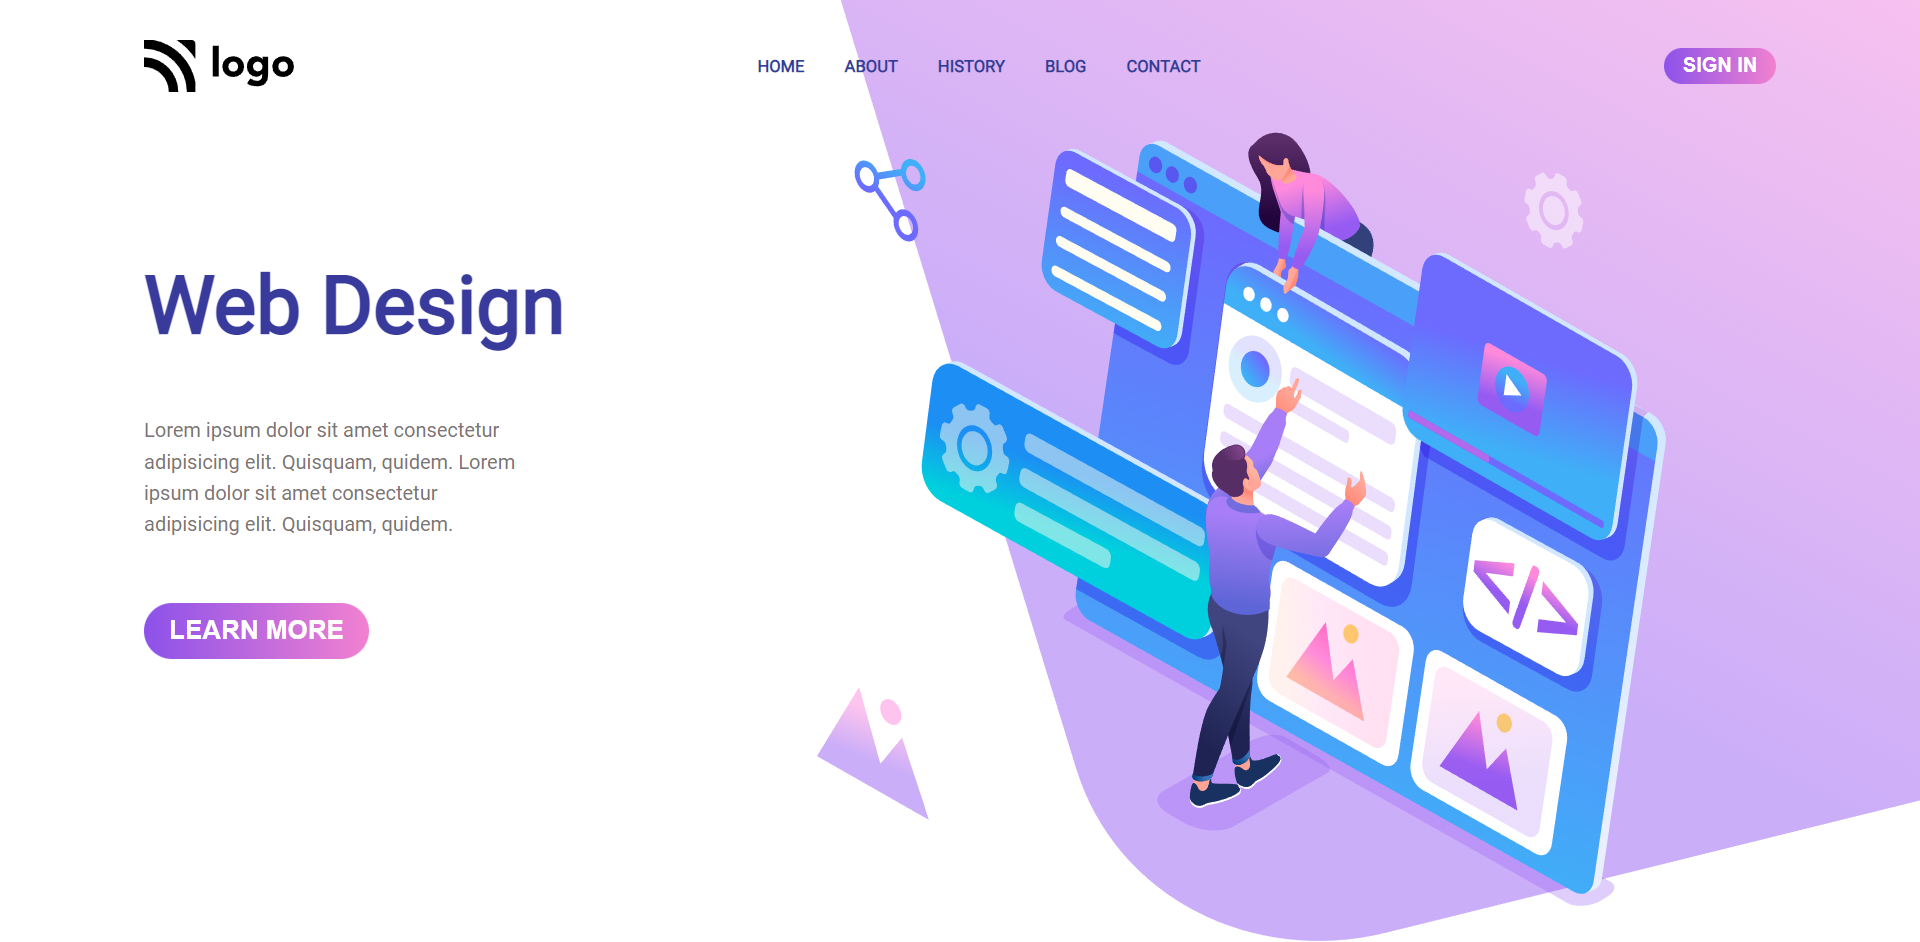 logo
HOME ABOUT HISTORY BLOG CONTACT
SIGN IN
Web Design
Lorem ipsum dolor sit amet consectetur
adipisicing elit. Quisquam, quidem. Lorem
ipsum dolor sit amet consectetur
adipisicing elit. Quisquam, quidem.
LEARN MORE
</>